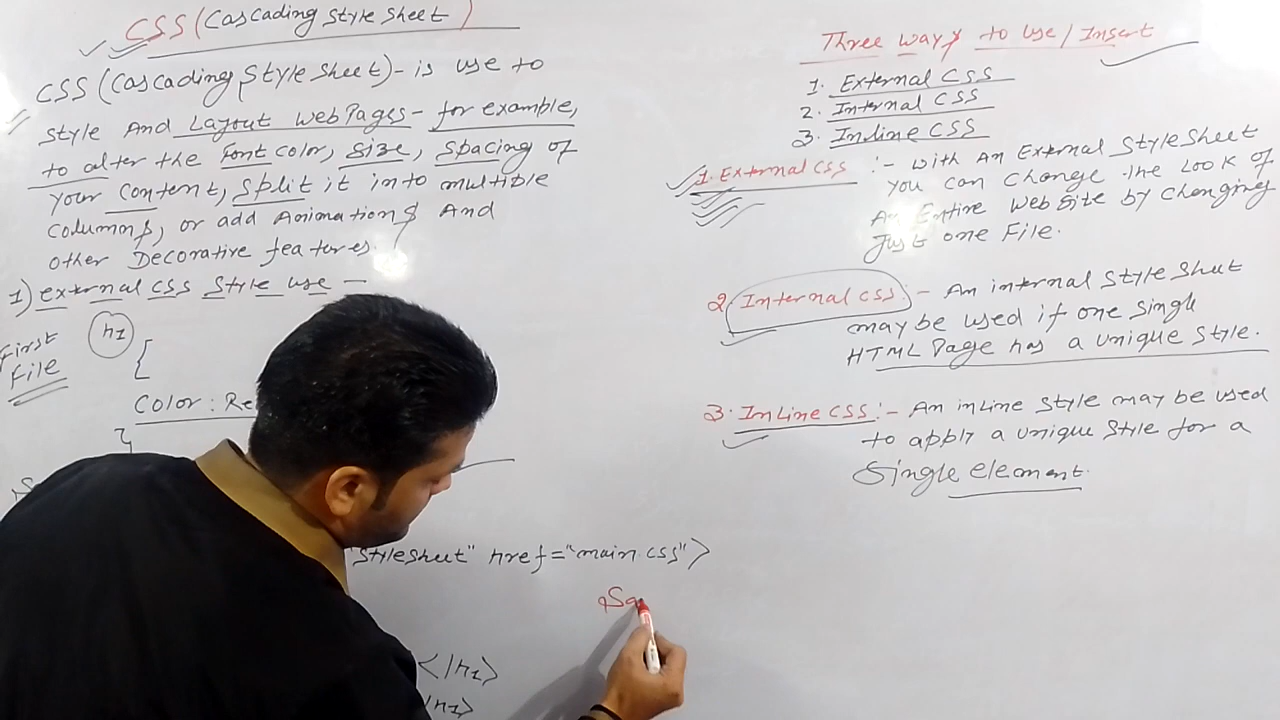 CSS (Cascading Style Sheet)
CSS (Cascading Style Sheet) - is use to
Style And Layout Web Pages - for example,
to alter the Font Color, Size, Spacing of
your Content, Split it into multiple
Columns, or add Animations And
other Decorative features.
1) external CSS Style use -
First
File
h1
{
Color : Re
}
S
"StyleSheet" href="main.css">
Sa
</h1>
/h1>
Three ways to use / Insert
1. External CSS
2. Internal CSS
3. InLine CSS
1. External CSS :- With An External StyleSheet
you can Change the Look of
An Entire Web Site by Changing
Just one File.
2. Internal CSS :- An internal Style Sheet
may be used if one Single
HTML Page has a unique Style.
3. InLine CSS :- An inline Style may be used
to apply a unique Style for a
Single element.